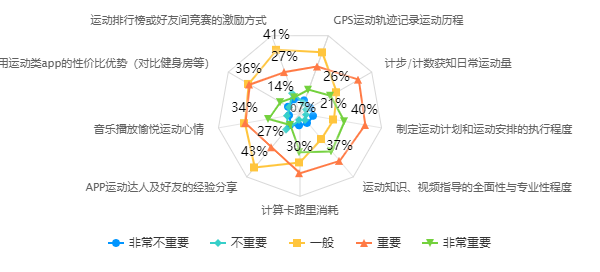 运动排行榜或好友间竞赛的激励方式
GPS运动轨迹记录运动历程
41%
27%
用运动类app的性价比优势（对比健身房等）
计步/计数获知日常运动量
36%
26%
14%
34%
07%
21%
40%
音乐播放愉悦运动心情
制定运动计划和运动安排的执行程度
27%
43%
30%
37%
APP运动达人及好友的经验分享
运动知识、视频指导的全面性与专业性程度
计算卡路里消耗
非常不重要
不重要
一般
重要
非常重要